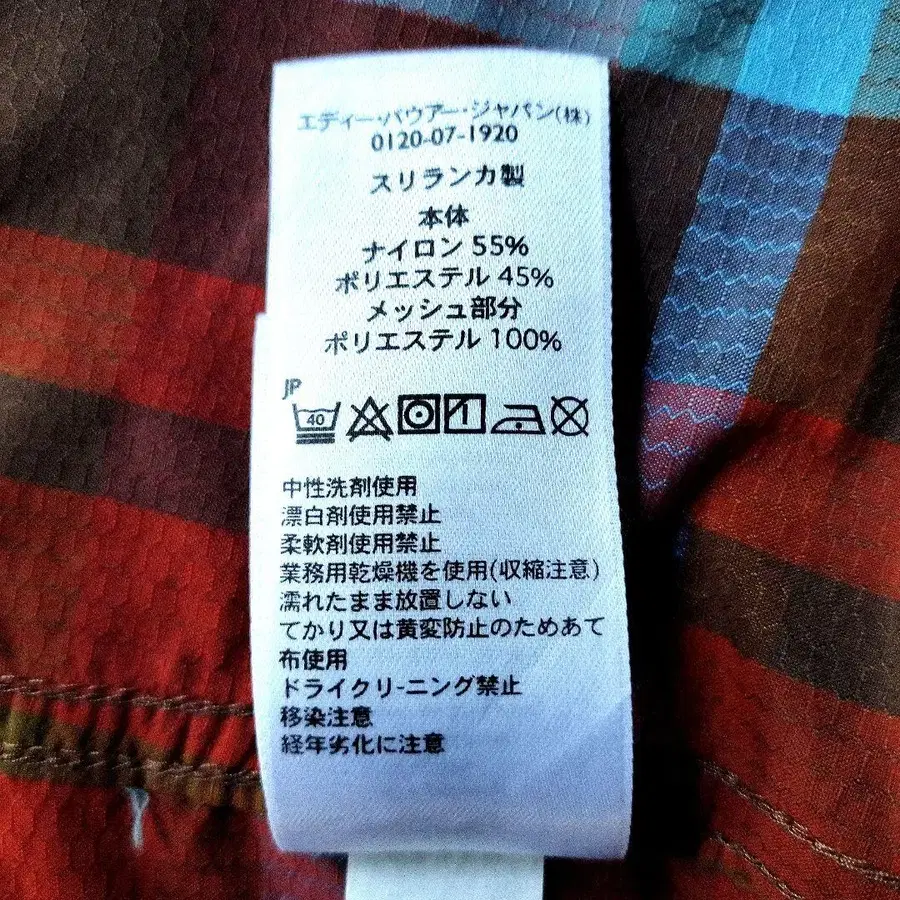 エディー・バウアー・ジャパン(株)
0120-07-1920
スリランカ製
本体
ナイロン 55%
ポリエステル 45%
メッシュ部分
ポリエステル 100%
JP
40
中性洗剤使用
漂白剤使用禁止
柔軟剤使用禁止
業務用乾燥機を使用(収縮注意)
濡れたまま放置しない
てかり又は黄変防止のためあて
布使用
ドライクリ-ニング禁止
移染注意
経年劣化に注意